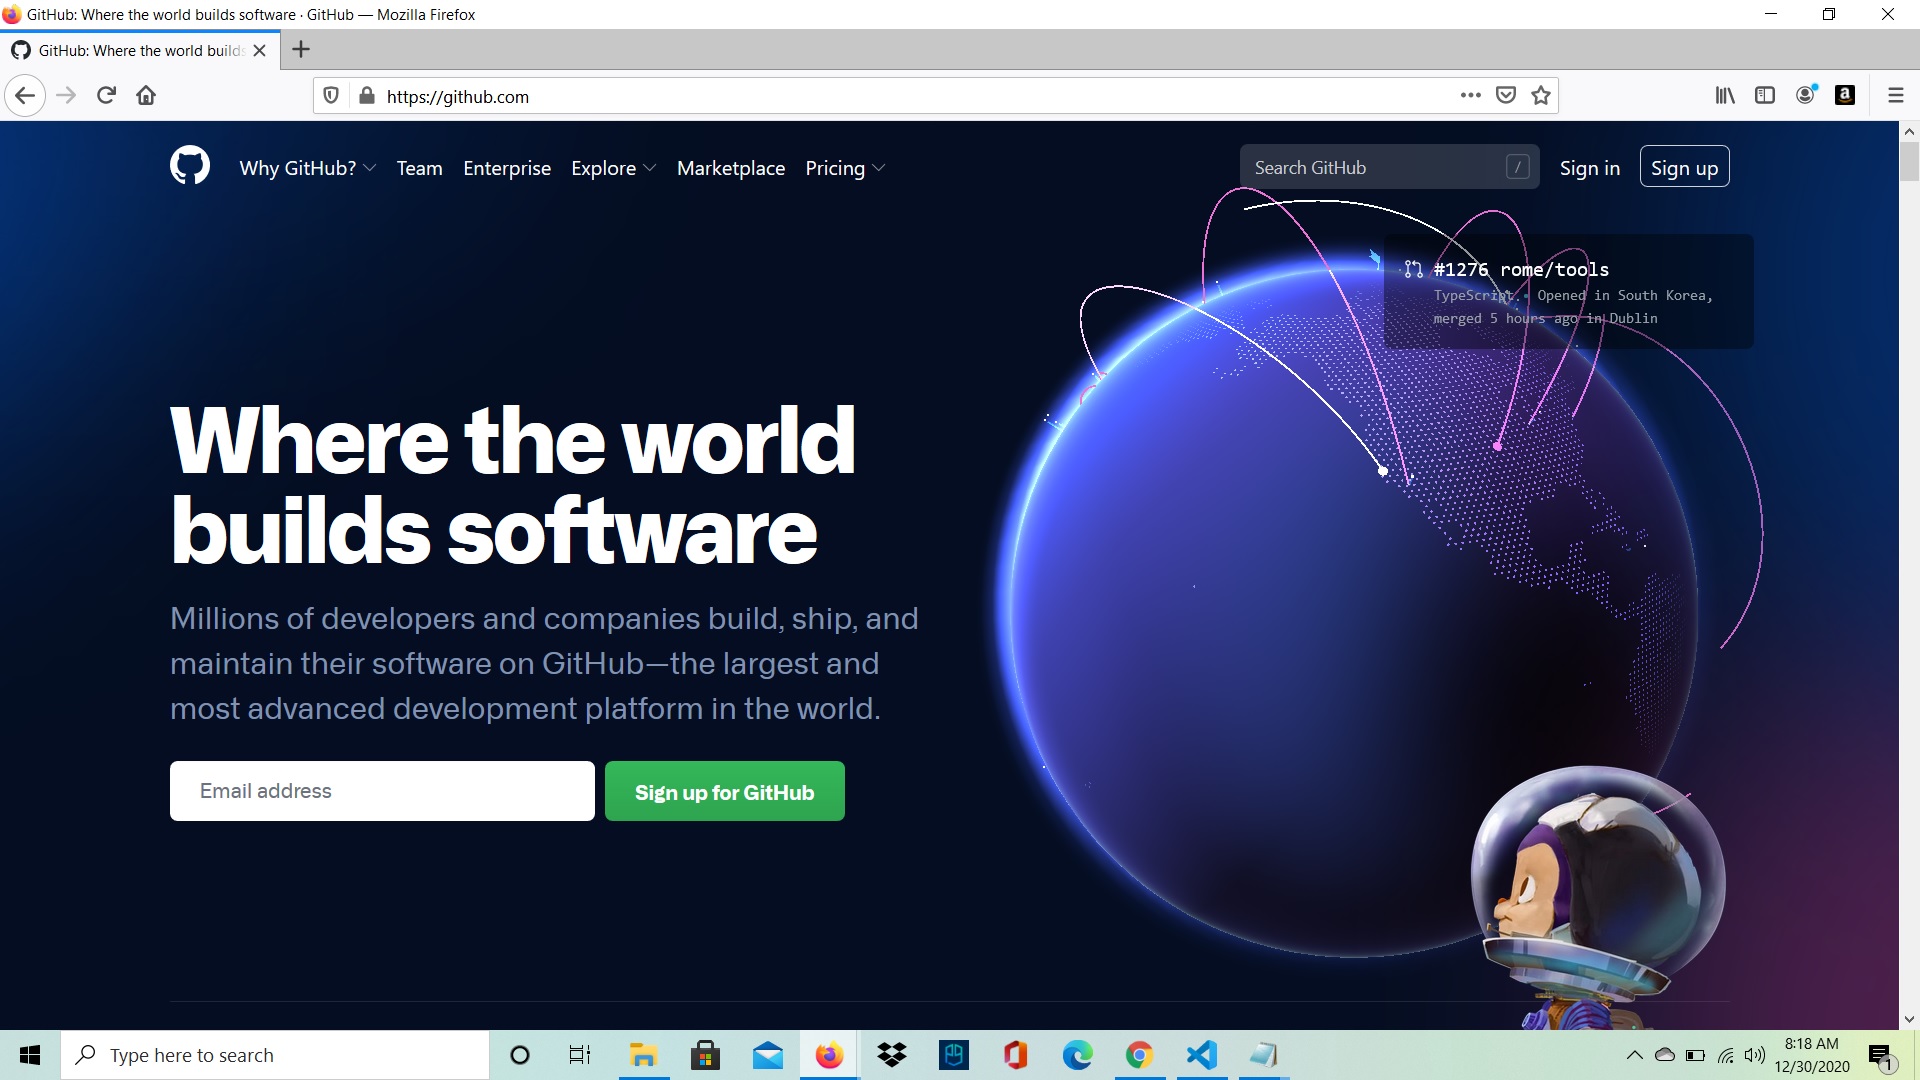 GitHub: Where the world builds software · GitHub — Mozilla Firefox
GitHub: Where the world builds
https://github.com
Why GitHub? Team Enterprise Explore Marketplace Pricing Search GitHub / Sign in Sign up
#1276 rome/tools
TypeScript • Opened in South Korea,
merged 5 hours ago in Dublin
Where the world
builds software
Millions of developers and companies build, ship, and
maintain their software on GitHub—the largest and
most advanced development platform in the world.
Email address Sign up for GitHub
Type here to search
8:18 AM
12/30/2020
1